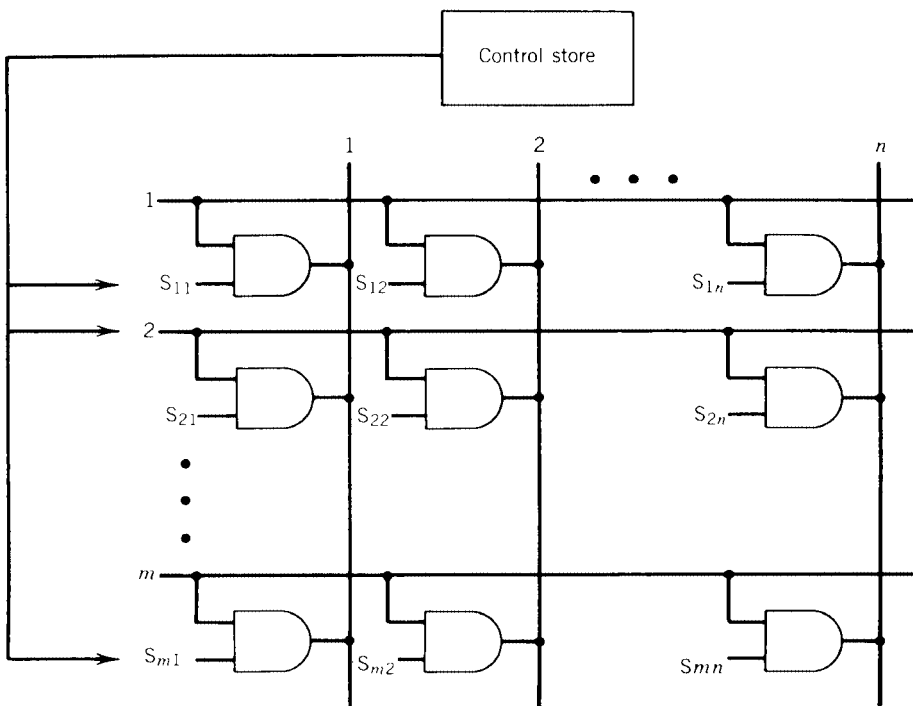 Control store
1 2 n
1
S11 S12 S1n
2
S21 S22 S2n
m
Sm1 Sm2 Smn